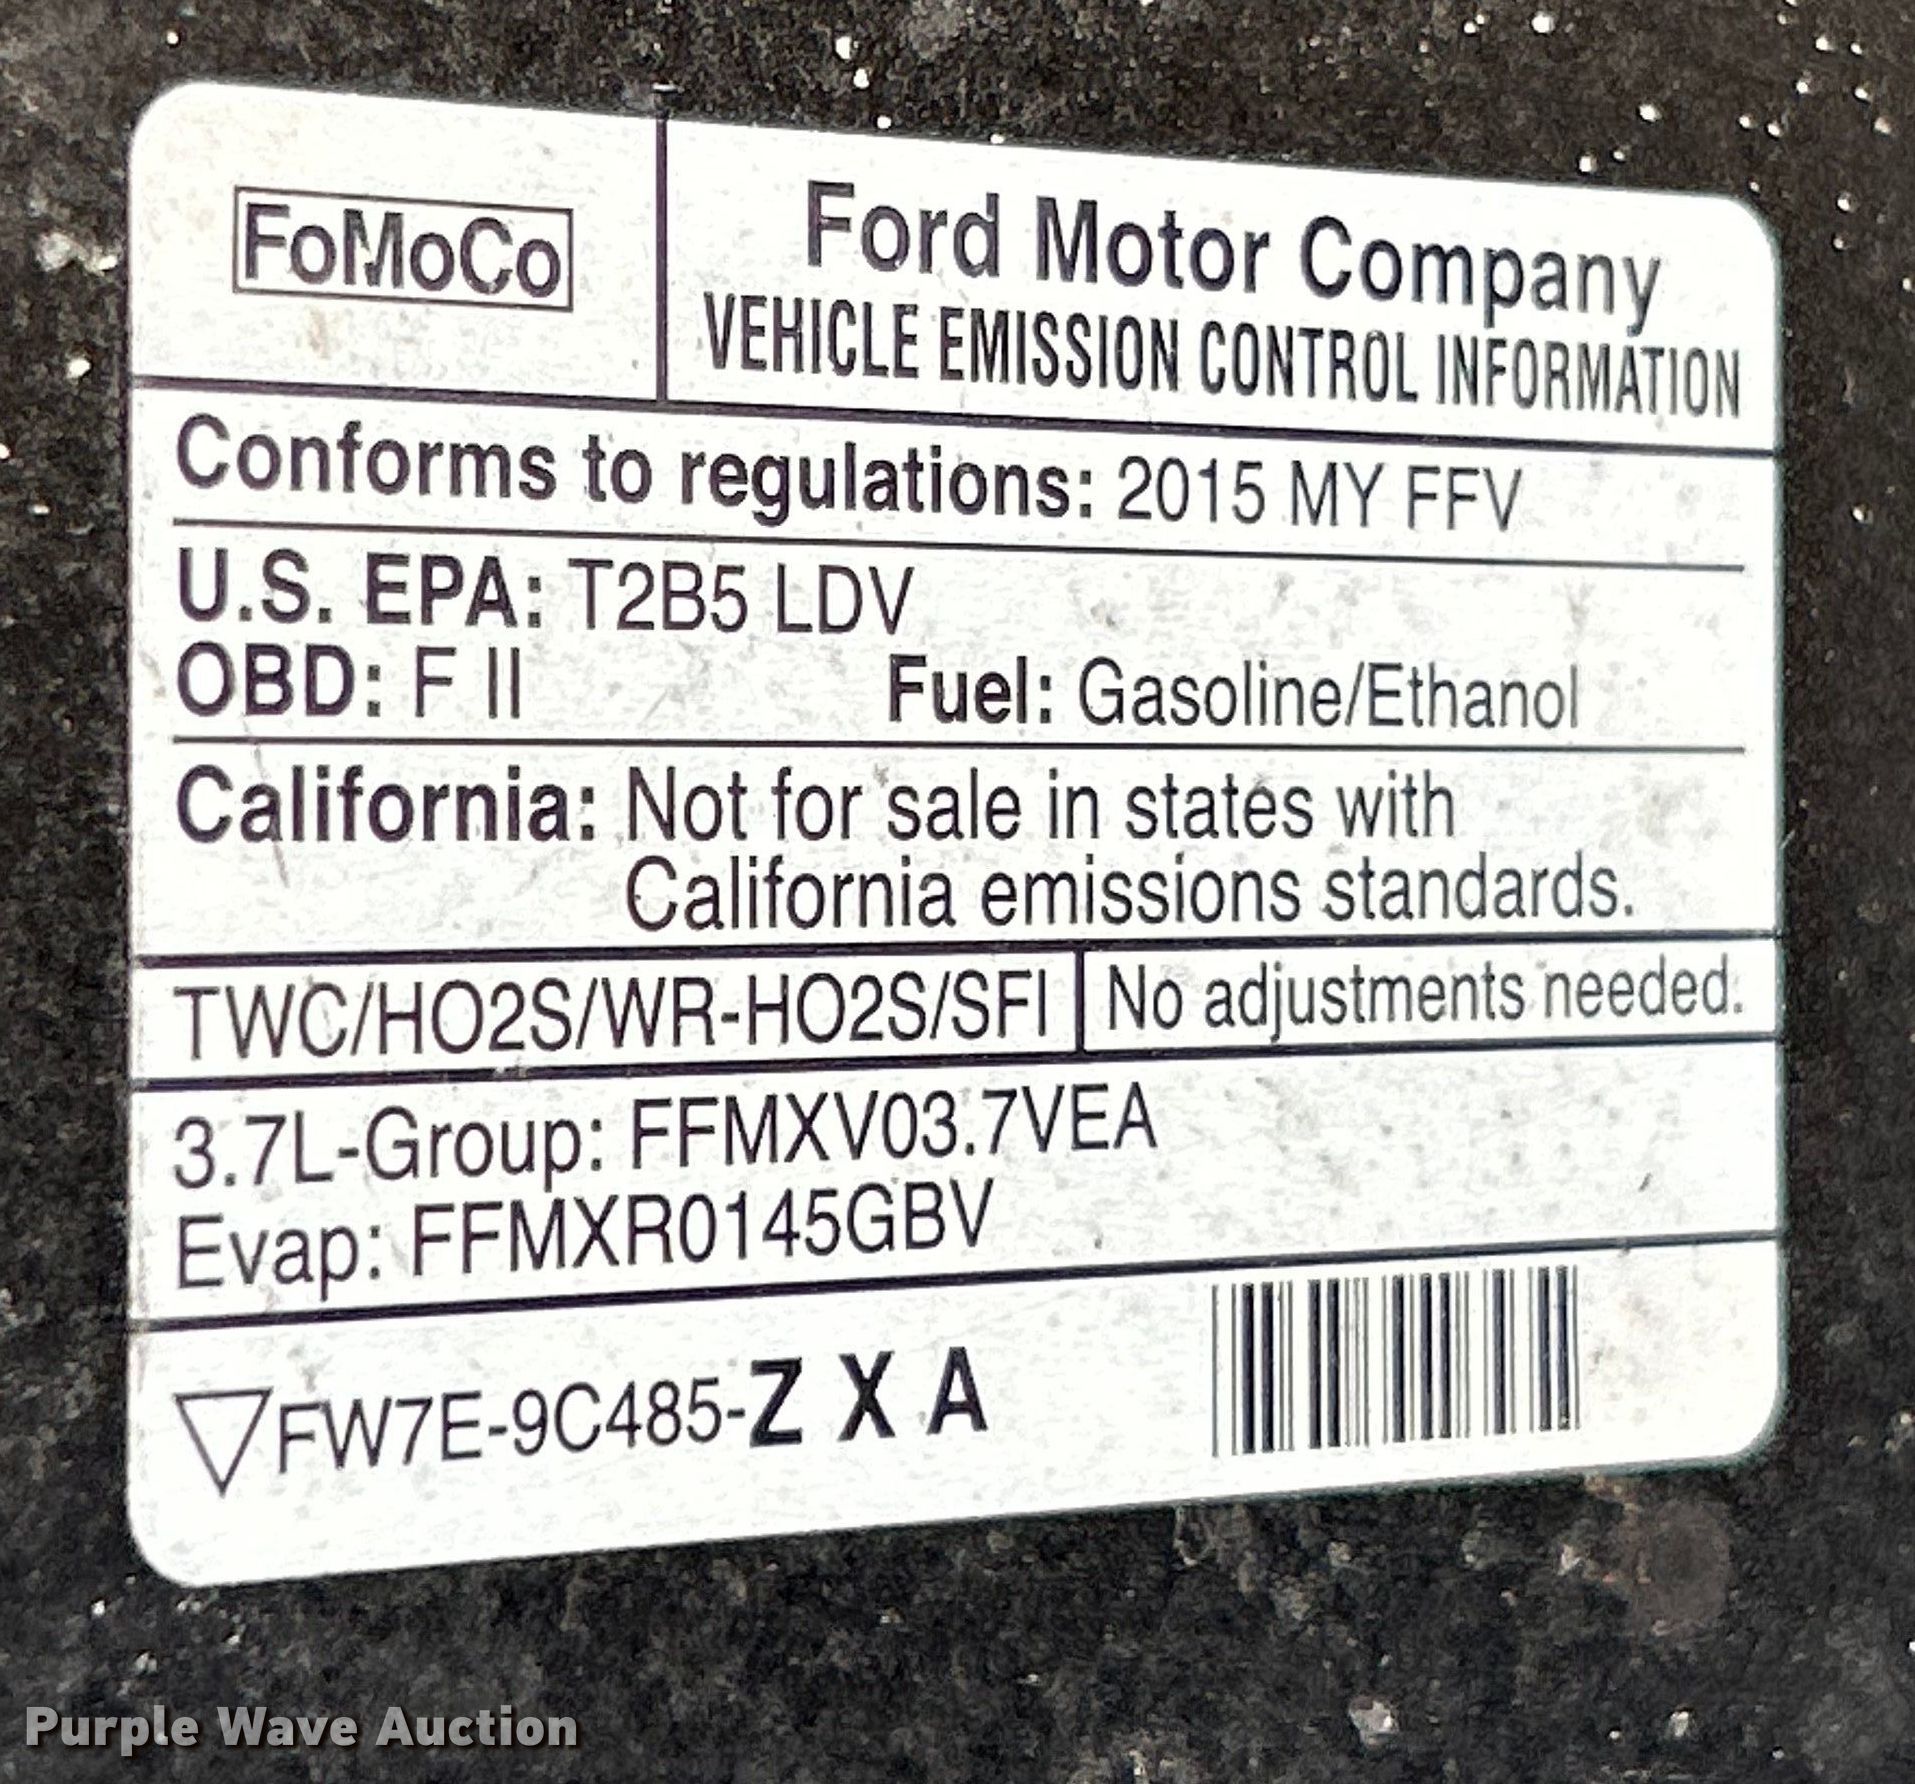 FoMoCo
Ford Motor Company
VEHICLE EMISSION CONTROL INFORMATION
Conforms to regulations: 2015 MY FFV
U.S. EPA: T2B5 LDV
OBD: F II Fuel: Gasoline/Ethanol
California: Not for sale in states with
California emissions standards.
TWC/HO2S/WR-HO2S/SFI No adjustments needed.
3.7L-Group: FFMXV03.7VEA
Evap: FFMXR0145GBV
FW7E-9C485-Z X A
Purple Wave Auction